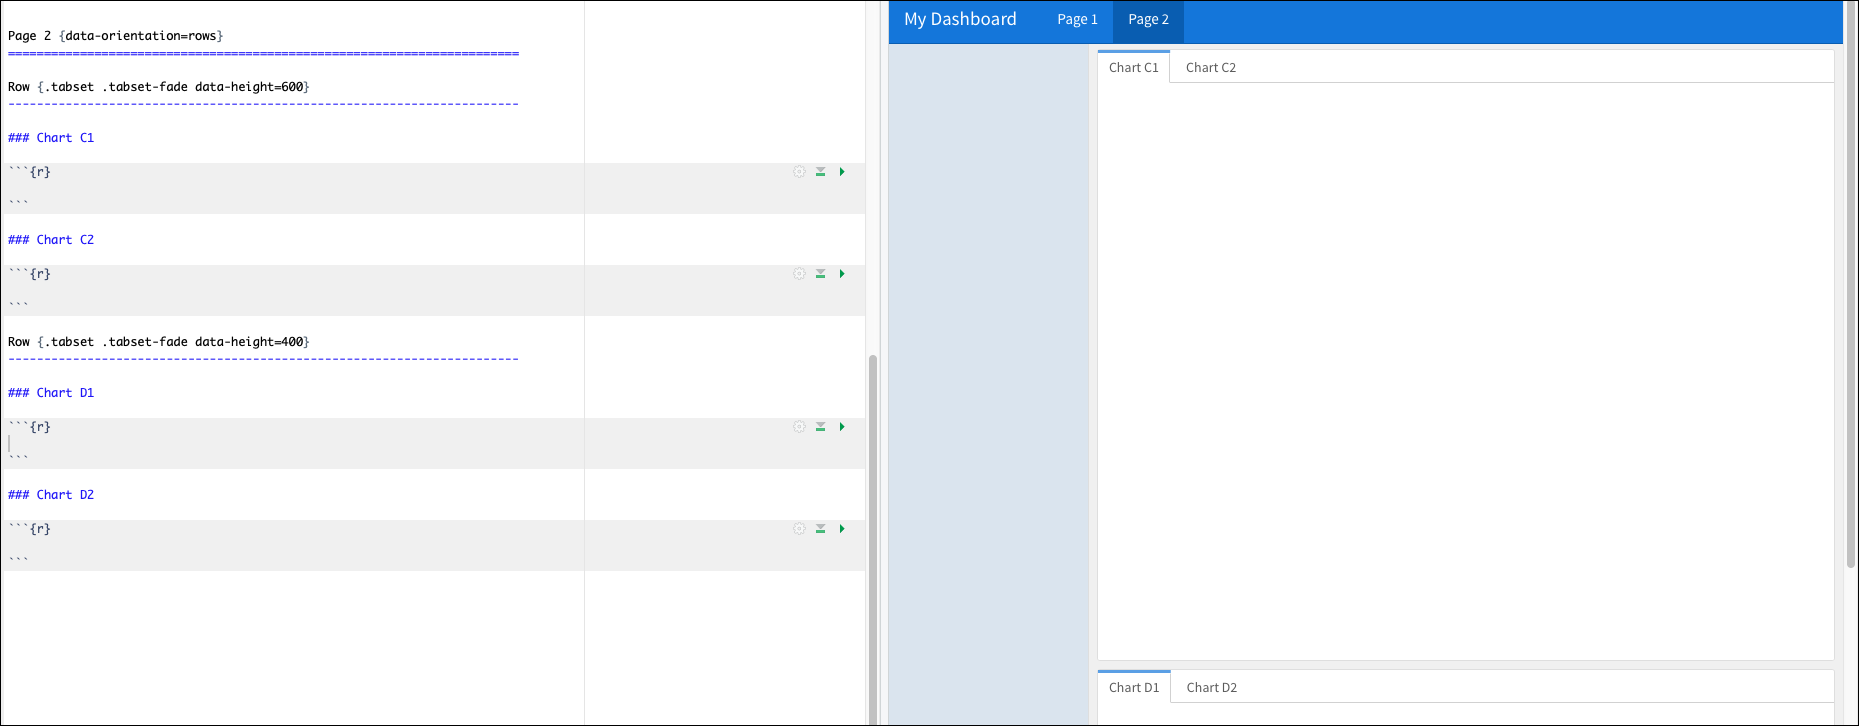 Page 2 {data-orientation=rows}
=======================================================================
Row {.tabset .tabset-fade data-height=600}
-----------------------------------------------------------------------
### Chart C1
```{r}
```
### Chart C2
```{r}
```
Row {.tabset .tabset-fade data-height=400}
-----------------------------------------------------------------------
### Chart D1
```{r}
```
### Chart D2
```{r}
```
My Dashboard Page 1 Page 2
Chart C1 Chart C2
Chart D1 Chart D2